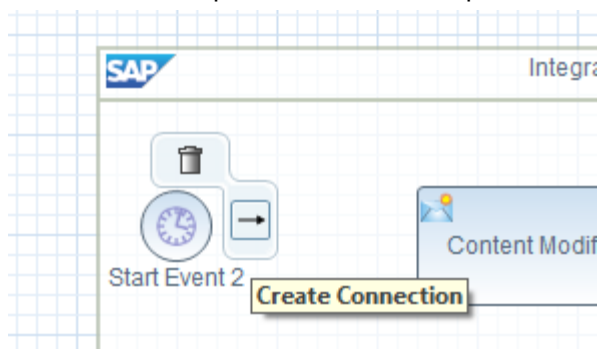 SAP
Integra
Start Event 2
Content Modif
Create Connection